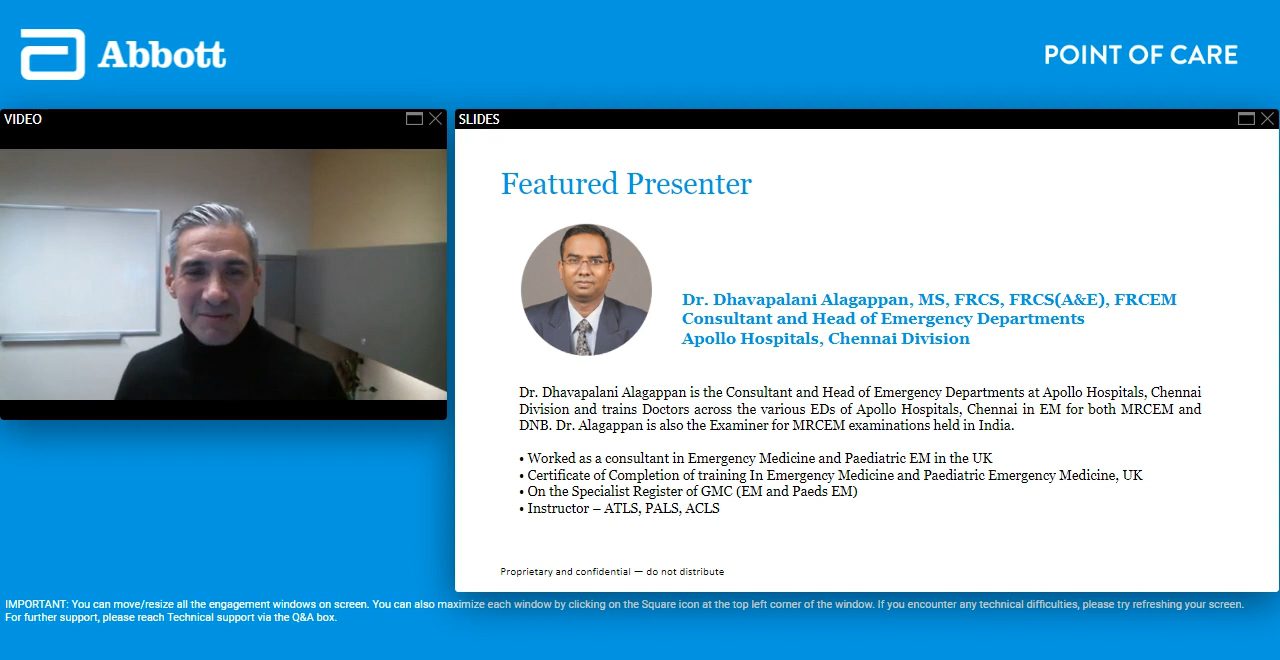 Abbott
POINT OF CARE
VIDEO
SLIDES
Featured Presenter
Dr. Dhavapalani Alagappan, MS, FRCS, FRCS(A&E), FRCEM
Consultant and Head of Emergency Departments
Apollo Hospitals, Chennai Division
Dr. Dhavapalani Alagappan is the Consultant and Head of Emergency Departments at Apollo Hospitals, Chennai
Division and trains Doctors across the various EDs of Apollo Hospitals, Chennai in EM for both MRCEM and
DNB. Dr. Alagappan is also the Examiner for MRCEM examinations held in India.
• Worked as a consultant in Emergency Medicine and Paediatric EM in the UK
• Certificate of Completion of training In Emergency Medicine and Paediatric Emergency Medicine, UK
• On the Specialist Register of GMC (EM and Paeds EM)
• Instructor – ATLS, PALS, ACLS
Proprietary and confidential — do not distribute
IMPORTANT: You can move/resize all the engagement windows on screen. You can also maximize each window by clicking on the Square icon at the top left corner of the window. If you encounter any technical difficulties, please try refreshing your screen.
For further support, please reach Technical support via the Q&A box.